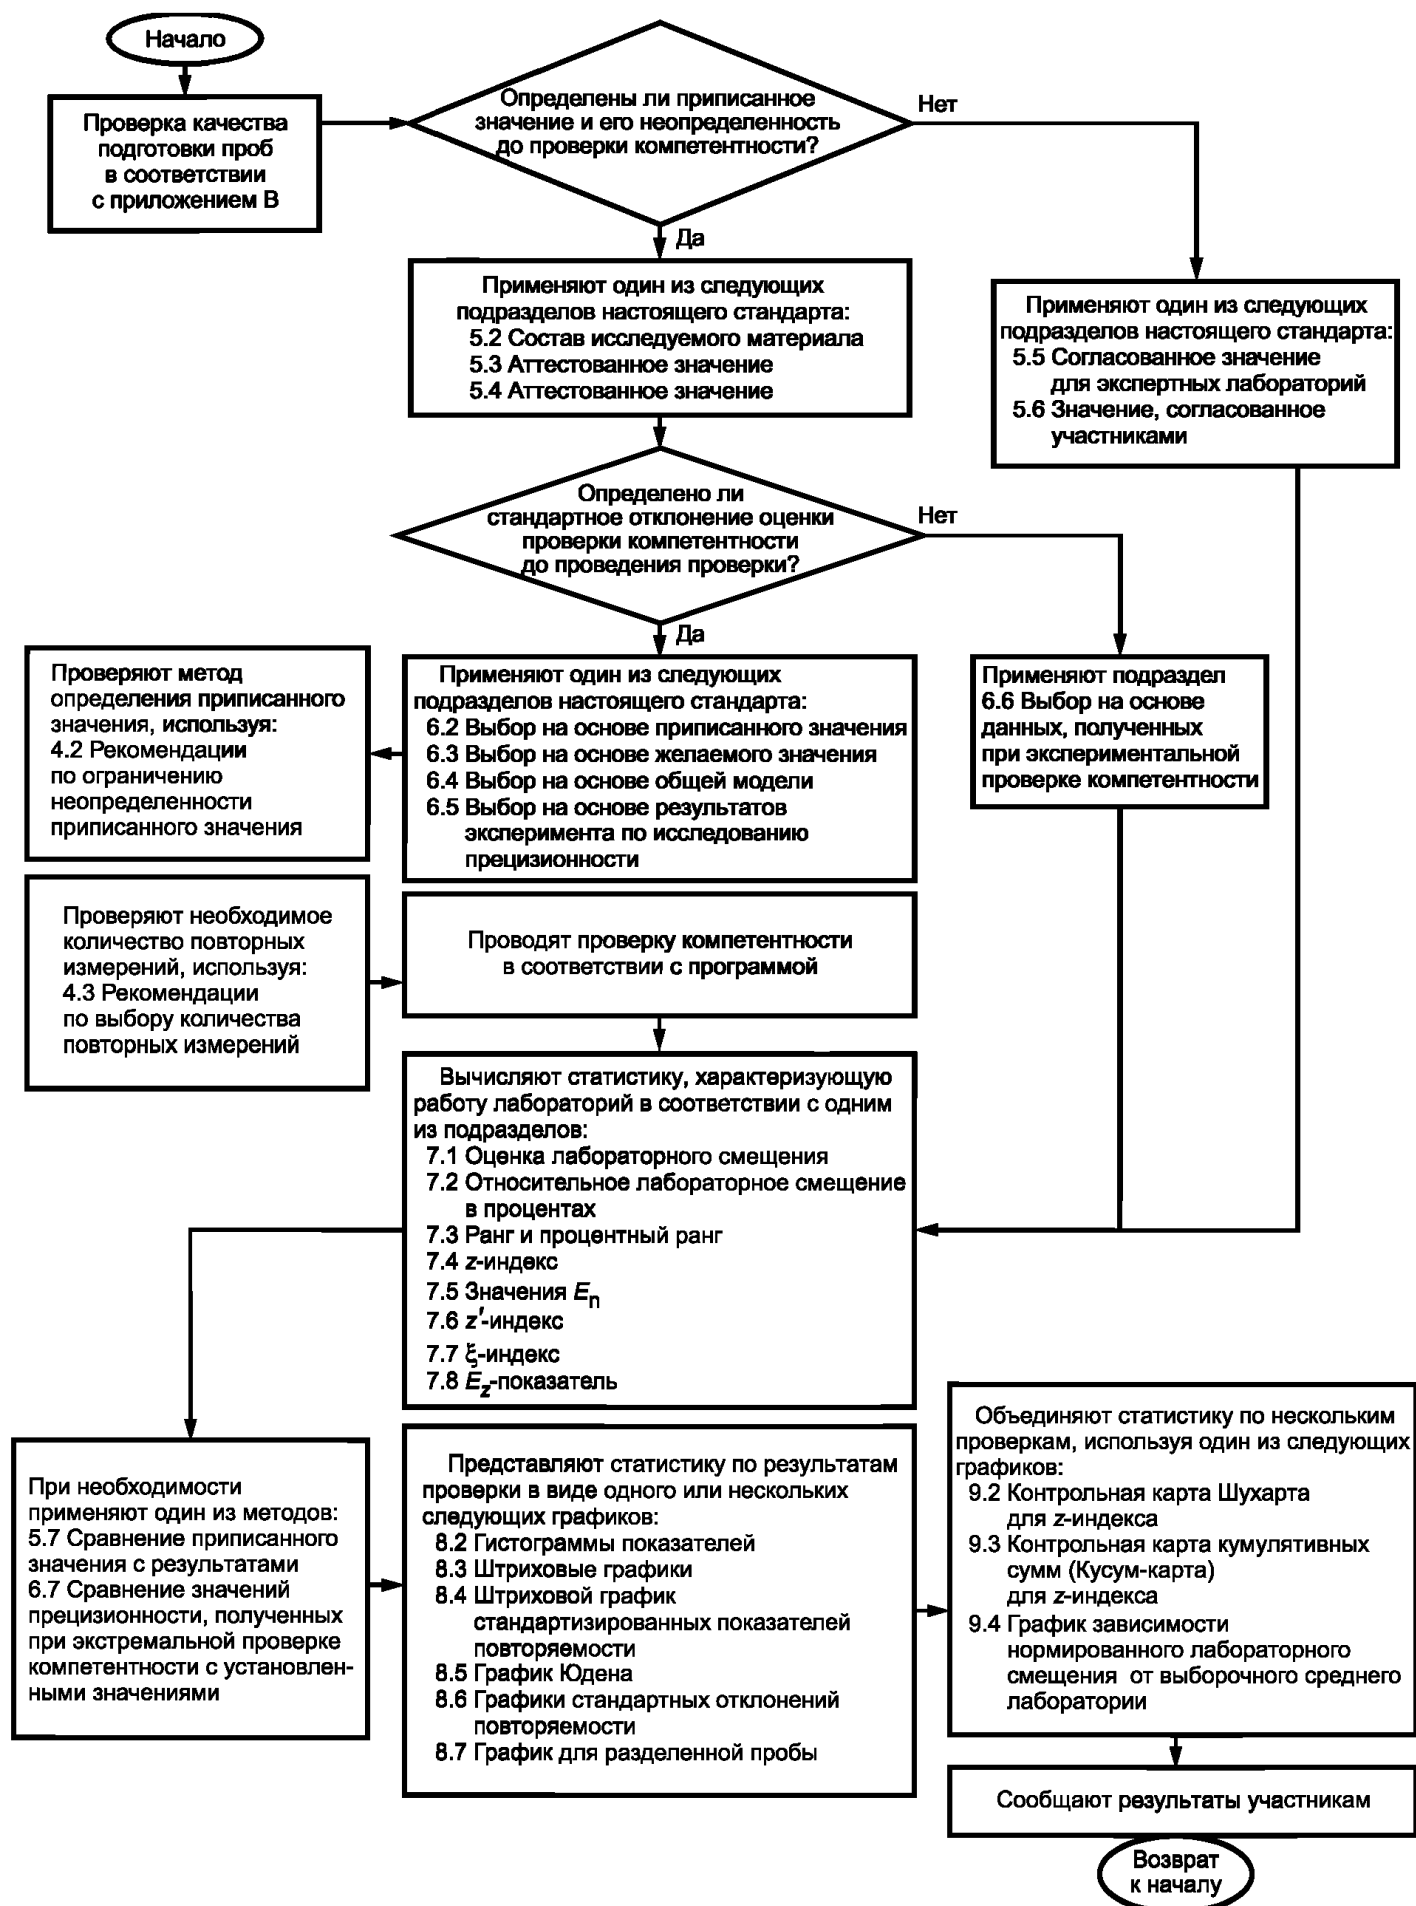 Начало
Проверка качества
подготовки проб
в соответствии
с приложением В
Определены ли приписанное
значение и его неопределенность
до проверки компетентности?
Нет
Да
Применяют один из следующих
подразделов настоящего стандарта:
5.2 Состав исследуемого материала
5.3 Аттестованное значение
5.4 Аттестованное значение
Применяют один из следующих
подразделов настоящего стандарта:
5.5 Согласованное значение
для экспертных лабораторий
5.6 Значение, согласованное
участниками
Определено ли
стандартное отклонение оценки
проверки компетентности
до проведения проверки?
Нет
Да
Проверяют метод
определения приписанного
значения, используя:
4.2 Рекомендации
по ограничению
неопределенности
приписанного значения
Применяют один из следующих
подразделов настоящего стандарта:
6.2 Выбор на основе приписанного значения
6.3 Выбор на основе желаемого значения
6.4 Выбор на основе общей модели
6.5 Выбор на основе результатов
эксперимента по исследованию
прецизионности
Применяют подраздел
6.6 Выбор на основе
данных, полученных
при экспериментальной
проверке компетентности
Проверяют необходимое
количество повторных
измерений, используя:
4.3 Рекомендации
по выбору количества
повторных измерений
Проводят проверку компетентности
в соответствии с программой
Вычисляют статистику, характеризующую
работу лабораторий в соответствии с одним
из подразделов:
7.1 Оценка лабораторного смещения
7.2 Относительное лабораторное смещение
в процентах
7.3 Ранг и процентный ранг
7.4 z-индекс
7.5 Значения En
7.6 z′-индекс
7.7 ξ-индекс
7.8 Ez-показатель
При необходимости
применяют один из методов:
5.7 Сравнение приписанного
значения с результатами
6.7 Сравнение значений
прецизионности, полученных
при экстремальной проверке
компетентности с установлен-
ными значениями
Представляют статистику по результатам
проверки в виде одного или нескольких
следующих графиков:
8.2 Гистограммы показателей
8.3 Штриховые графики
8.4 Штриховой график
стандартизированных показателей
повторяемости
8.5 График Юдена
8.6 Графики стандартных отклонений
повторяемости
8.7 График для разделенной пробы
Объединяют статистику по нескольким
проверкам, используя один из следующих
графиков:
9.2 Контрольная карта Шухарта
для z-индекса
9.3 Контрольная карта кумулятивных
сумм (Кусум-карта)
для z-индекса
9.4 График зависимости
нормированного лабораторного
смещения от выборочного среднего
лаборатории
Сообщают результаты участникам
Возврат
к началу